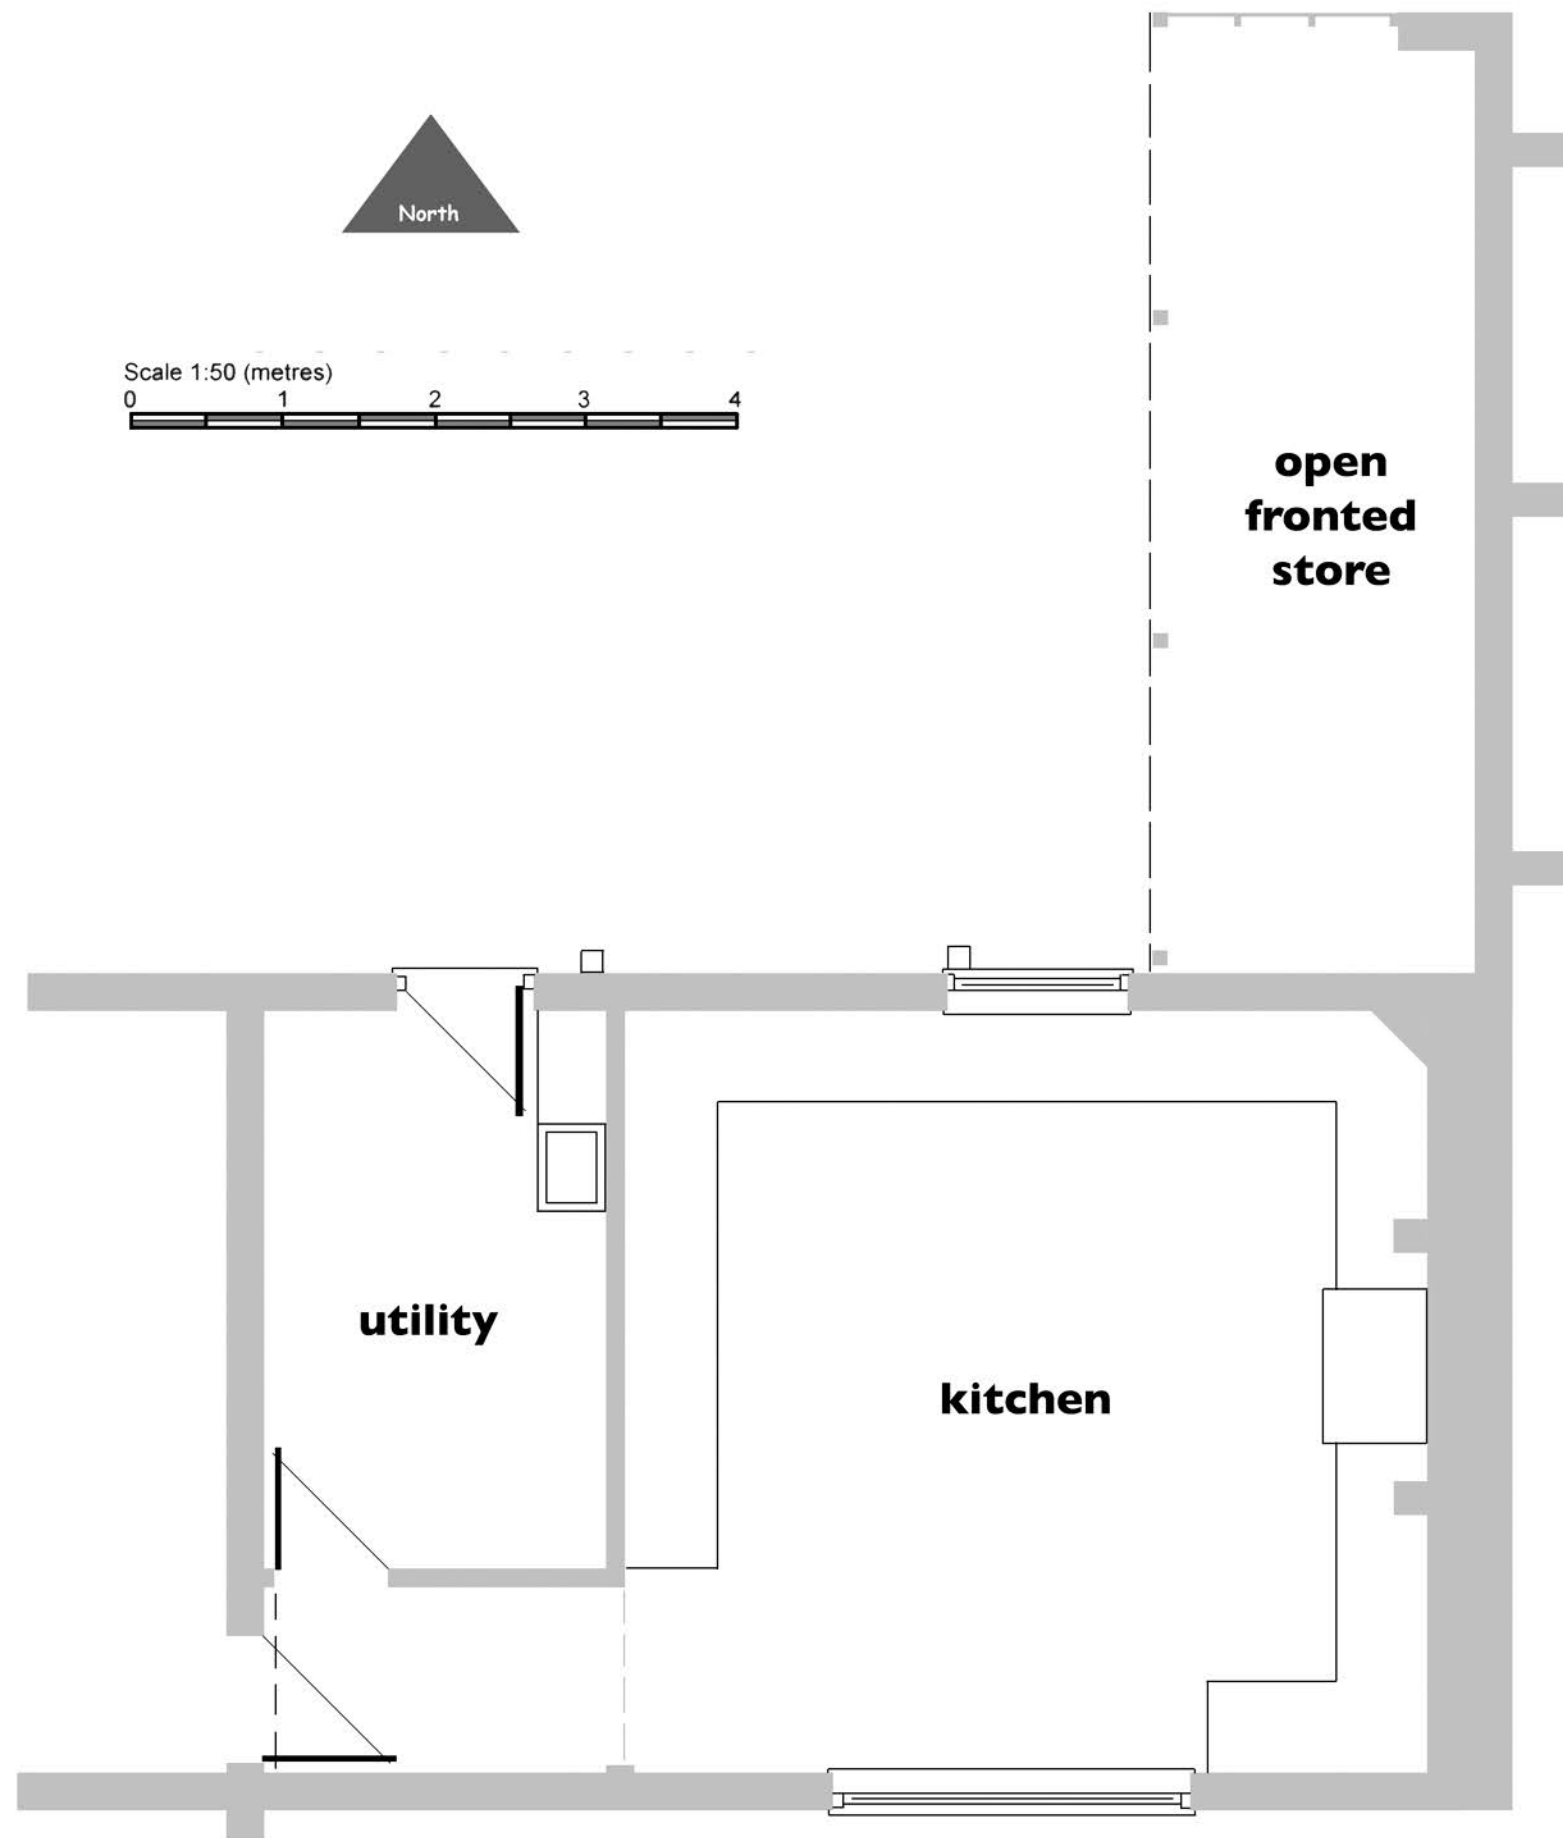 North
Scale 1:50 (metres)
0 1 2 3 4
open
fronted
store
utility
kitchen